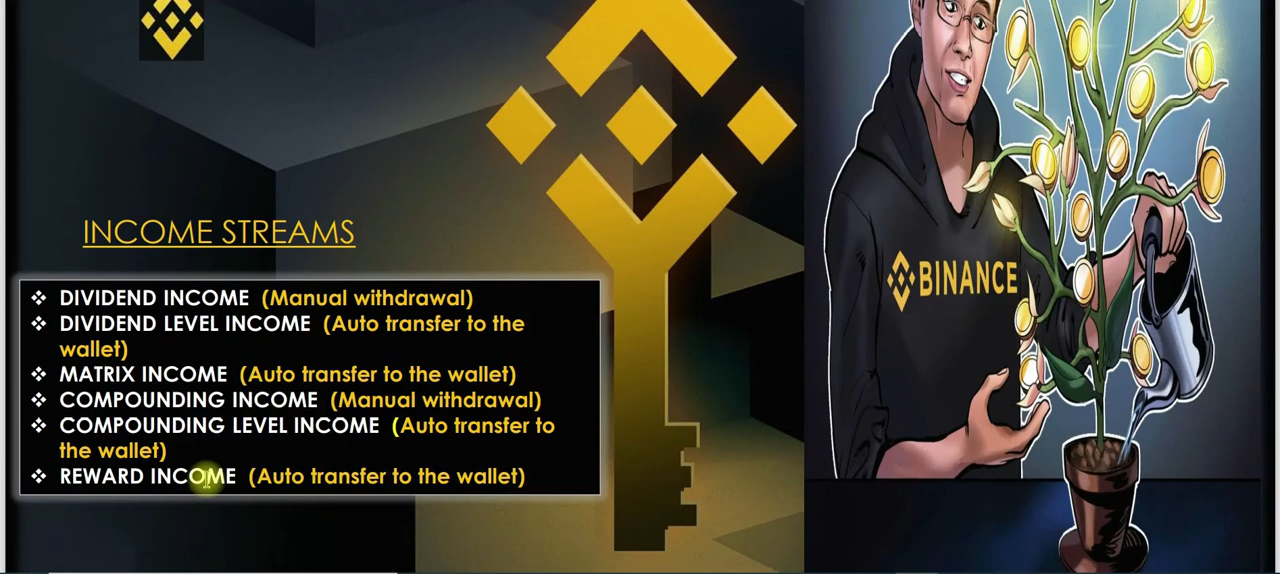 INCOME STREAMS
❖ DIVIDEND INCOME (Manual withdrawal)
❖ DIVIDEND LEVEL INCOME (Auto transfer to the
wallet)
❖ MATRIX INCOME (Auto transfer to the wallet)
❖ COMPOUNDING INCOME (Manual withdrawal)
❖ COMPOUNDING LEVEL INCOME (Auto transfer to
the wallet)
❖ REWARD INCOME (Auto transfer to the wallet)
BINANCE